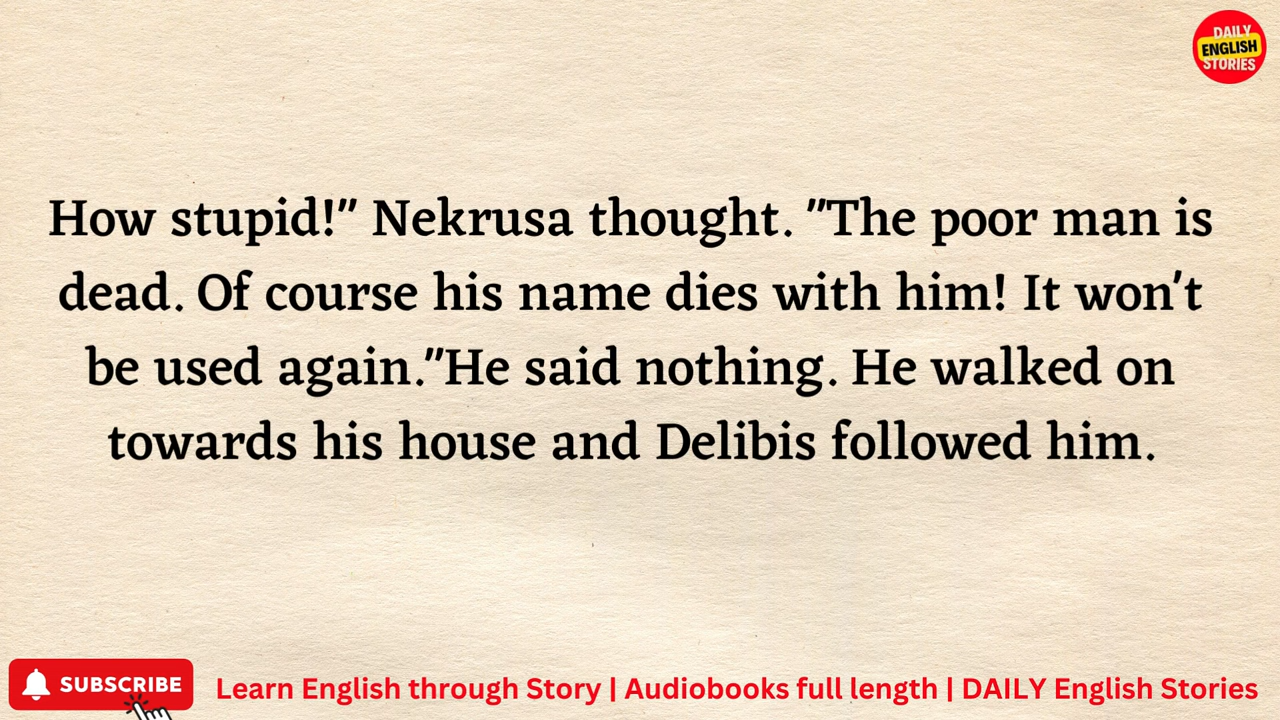 DAILY
ENGLISH
STORIES
How stupid!" Nekrusa thought. "The poor man is
dead. Of course his name dies with him! It won't
be used again."He said nothing. He walked on
towards his house and Delibis followed him.
SUBSCRIBE
Learn English through Story | Audiobooks full length | DAILY English Stories